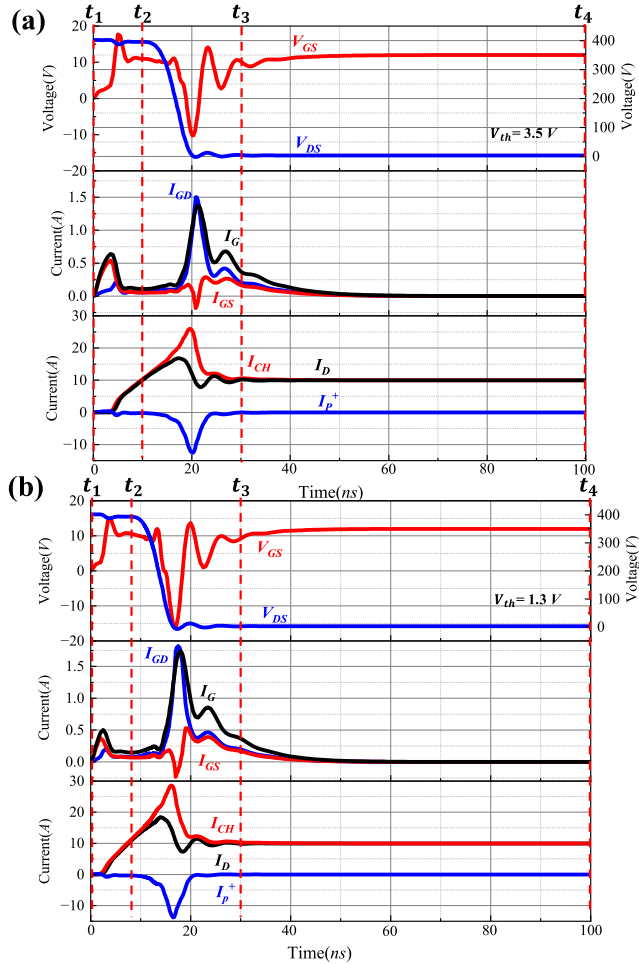 (a)
t1 t2 t3 t4
20 10 0 −10 20
Voltage(V)
VGS
VDS
Vth= 3.5 V
400 300 200 100 0
Voltage(V)
1.5 1.0 0.5 0.0
Current(A)
IGD
IG
IGS
30 20 10 0 −10
Current(A)
ICH
ID
IP+
0 20 40 60 80 100
Time(ns)
(b)
t1 t2 t3 t4
20 10 0 −10 20
Voltage(V)
VGS
VDS
Vth= 1.3 V
400 300 200 100 0
Voltage(V)
1.5 1.0 0.5 0.0
Current(A)
IGD
IG
IGS
30 20 10 0 −10
Current(A)
ICH
ID
Ip+
0 20 40 60 80 100
Time(ns)